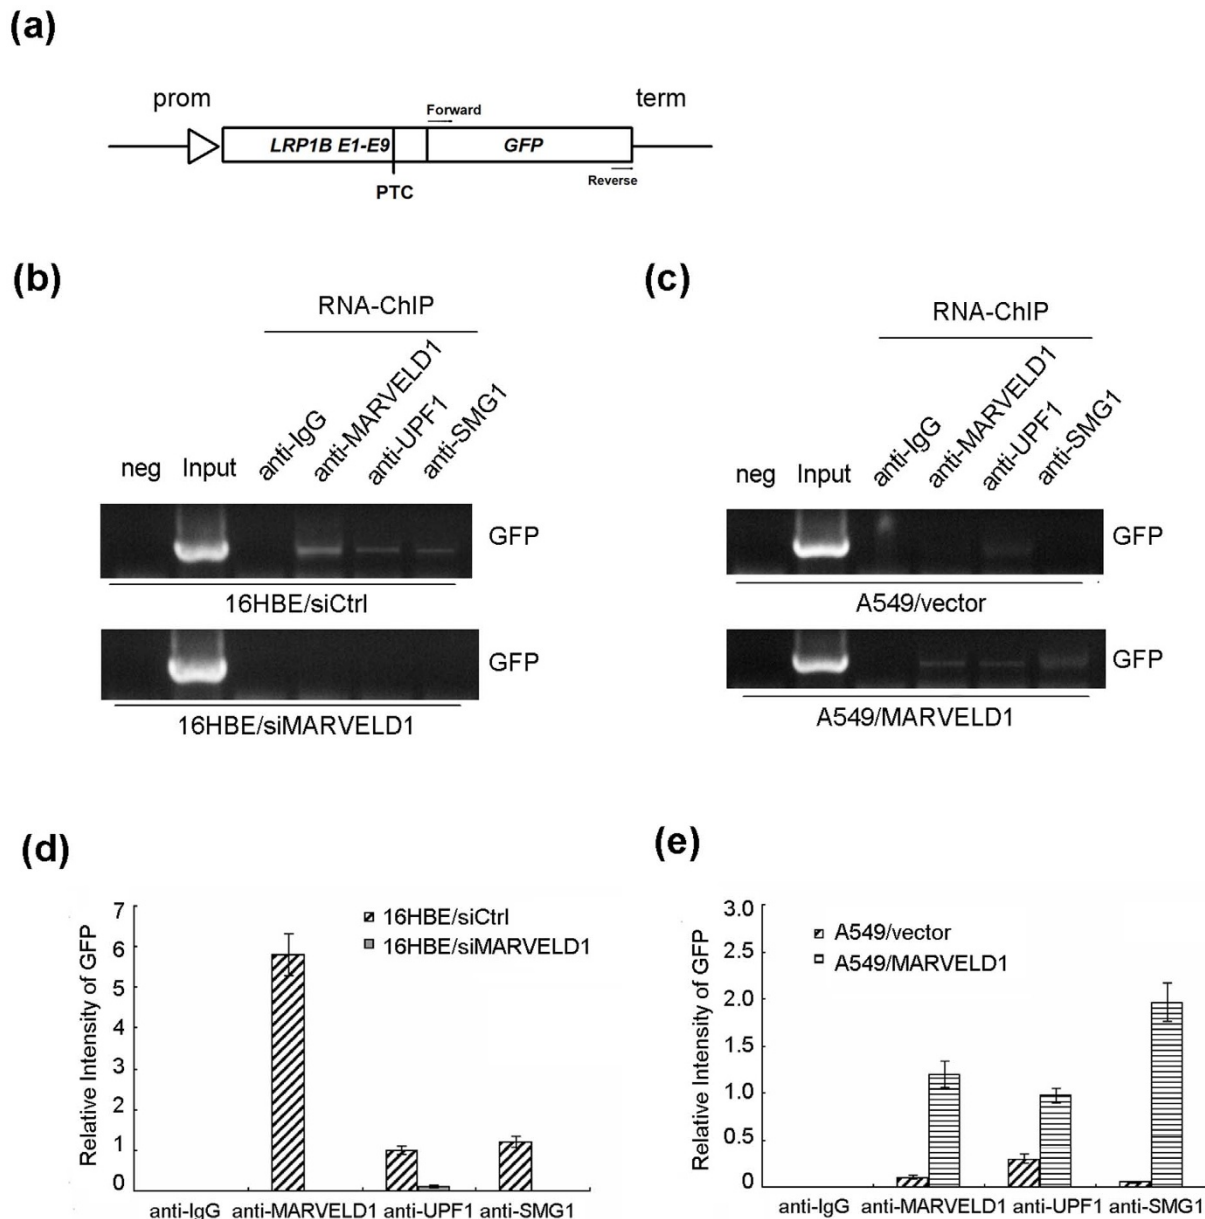 (a)
prom
Forward
term
LRP1B E1-E9
GFP
PTC
Reverse
(b)
RNA-ChIP
neg
Input
anti-IgG
anti-MARVELD1
anti-UPF1
anti-SMG1
GFP
16HBE/siCtrl
GFP
16HBE/siMARVELD1
(c)
RNA-ChIP
neg
Input
anti-IgG
anti-MARVELD1
anti-UPF1
anti-SMG1
GFP
A549/vector
GFP
A549/MARVELD1
(d)
Relative Intensity of GFP
7
6
5
4
3
2
1
0
16HBE/siCtrl
16HBE/siMARVELD1
anti-IgG anti-MARVELD1 anti-UPF1 anti-SMG1
(e)
Relative Intensity of GFP
3.0
2.5
2.0
1.5
1.0
0.5
0
A549/vector
A549/MARVELD1
anti-IgG anti-MARVELD1 anti-UPF1 anti-SMG1